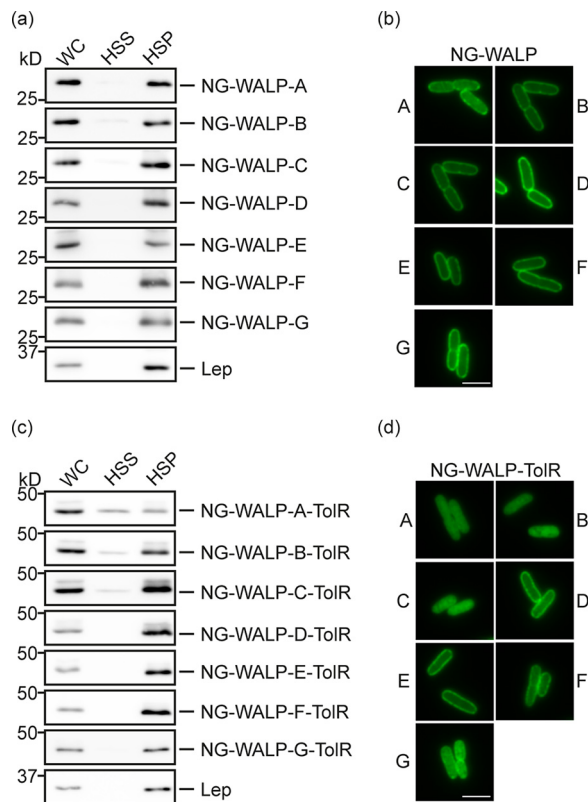 (a)
kD WC HSS HSP
25 NG-WALP-A
25 NG-WALP-B
25 NG-WALP-C
25 NG-WALP-D
25 NG-WALP-E
25 NG-WALP-F
25 NG-WALP-G
37 Lep
(b)
NG-WALP
A B
C D
E F
G
(c)
kD WC HSS HSP
50 NG-WALP-A-TolR
50 NG-WALP-B-TolR
50 NG-WALP-C-TolR
50 NG-WALP-D-TolR
50 NG-WALP-E-TolR
50 NG-WALP-F-TolR
50 NG-WALP-G-TolR
37 Lep
(d)
NG-WALP-TolR
A B
C D
E F
G